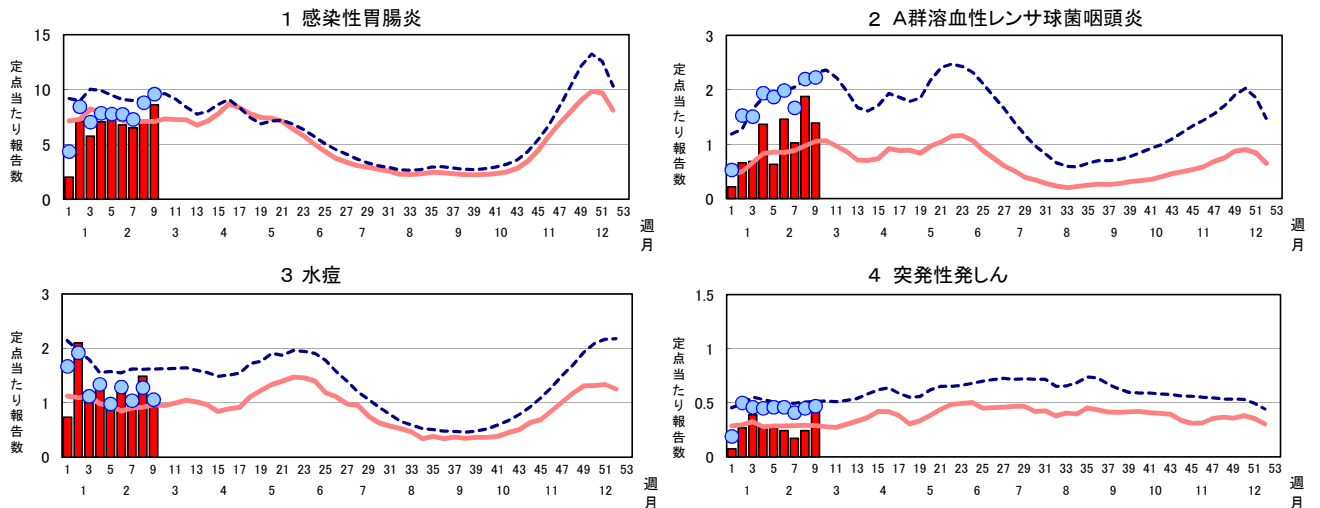 1 感染性胃腸炎
定点当たり報告数
15
10
5
0
1 3 5 7 9 11 13 15 17 19 21 23 25 27 29 31 33 35 37 39 41 43 45 47 49 51 53
1 2 3 4 5 6 7 8 9 10 11 12
週
月
2 A群溶血性レンサ球菌咽頭炎
定点当たり報告数
3
2
1
0
1 3 5 7 9 11 13 15 17 19 21 23 25 27 29 31 33 35 37 39 41 43 45 47 49 51 53
1 2 3 4 5 6 7 8 9 10 11 12
週
月
3 水痘
定点当たり報告数
3
2
1
0
1 3 5 7 9 11 13 15 17 19 21 23 25 27 29 31 33 35 37 39 41 43 45 47 49 51 53
1 2 3 4 5 6 7 8 9 10 11 12
週
月
4 突発性発しん
定点当たり報告数
1.5
1
0.5
0
1 3 5 7 9 11 13 15 17 19 21 23 25 27 29 31 33 36 37 39 41 43 45 47 49 51 53
1 2 3 4 5 6 7 8 9 10 11 12
週
月